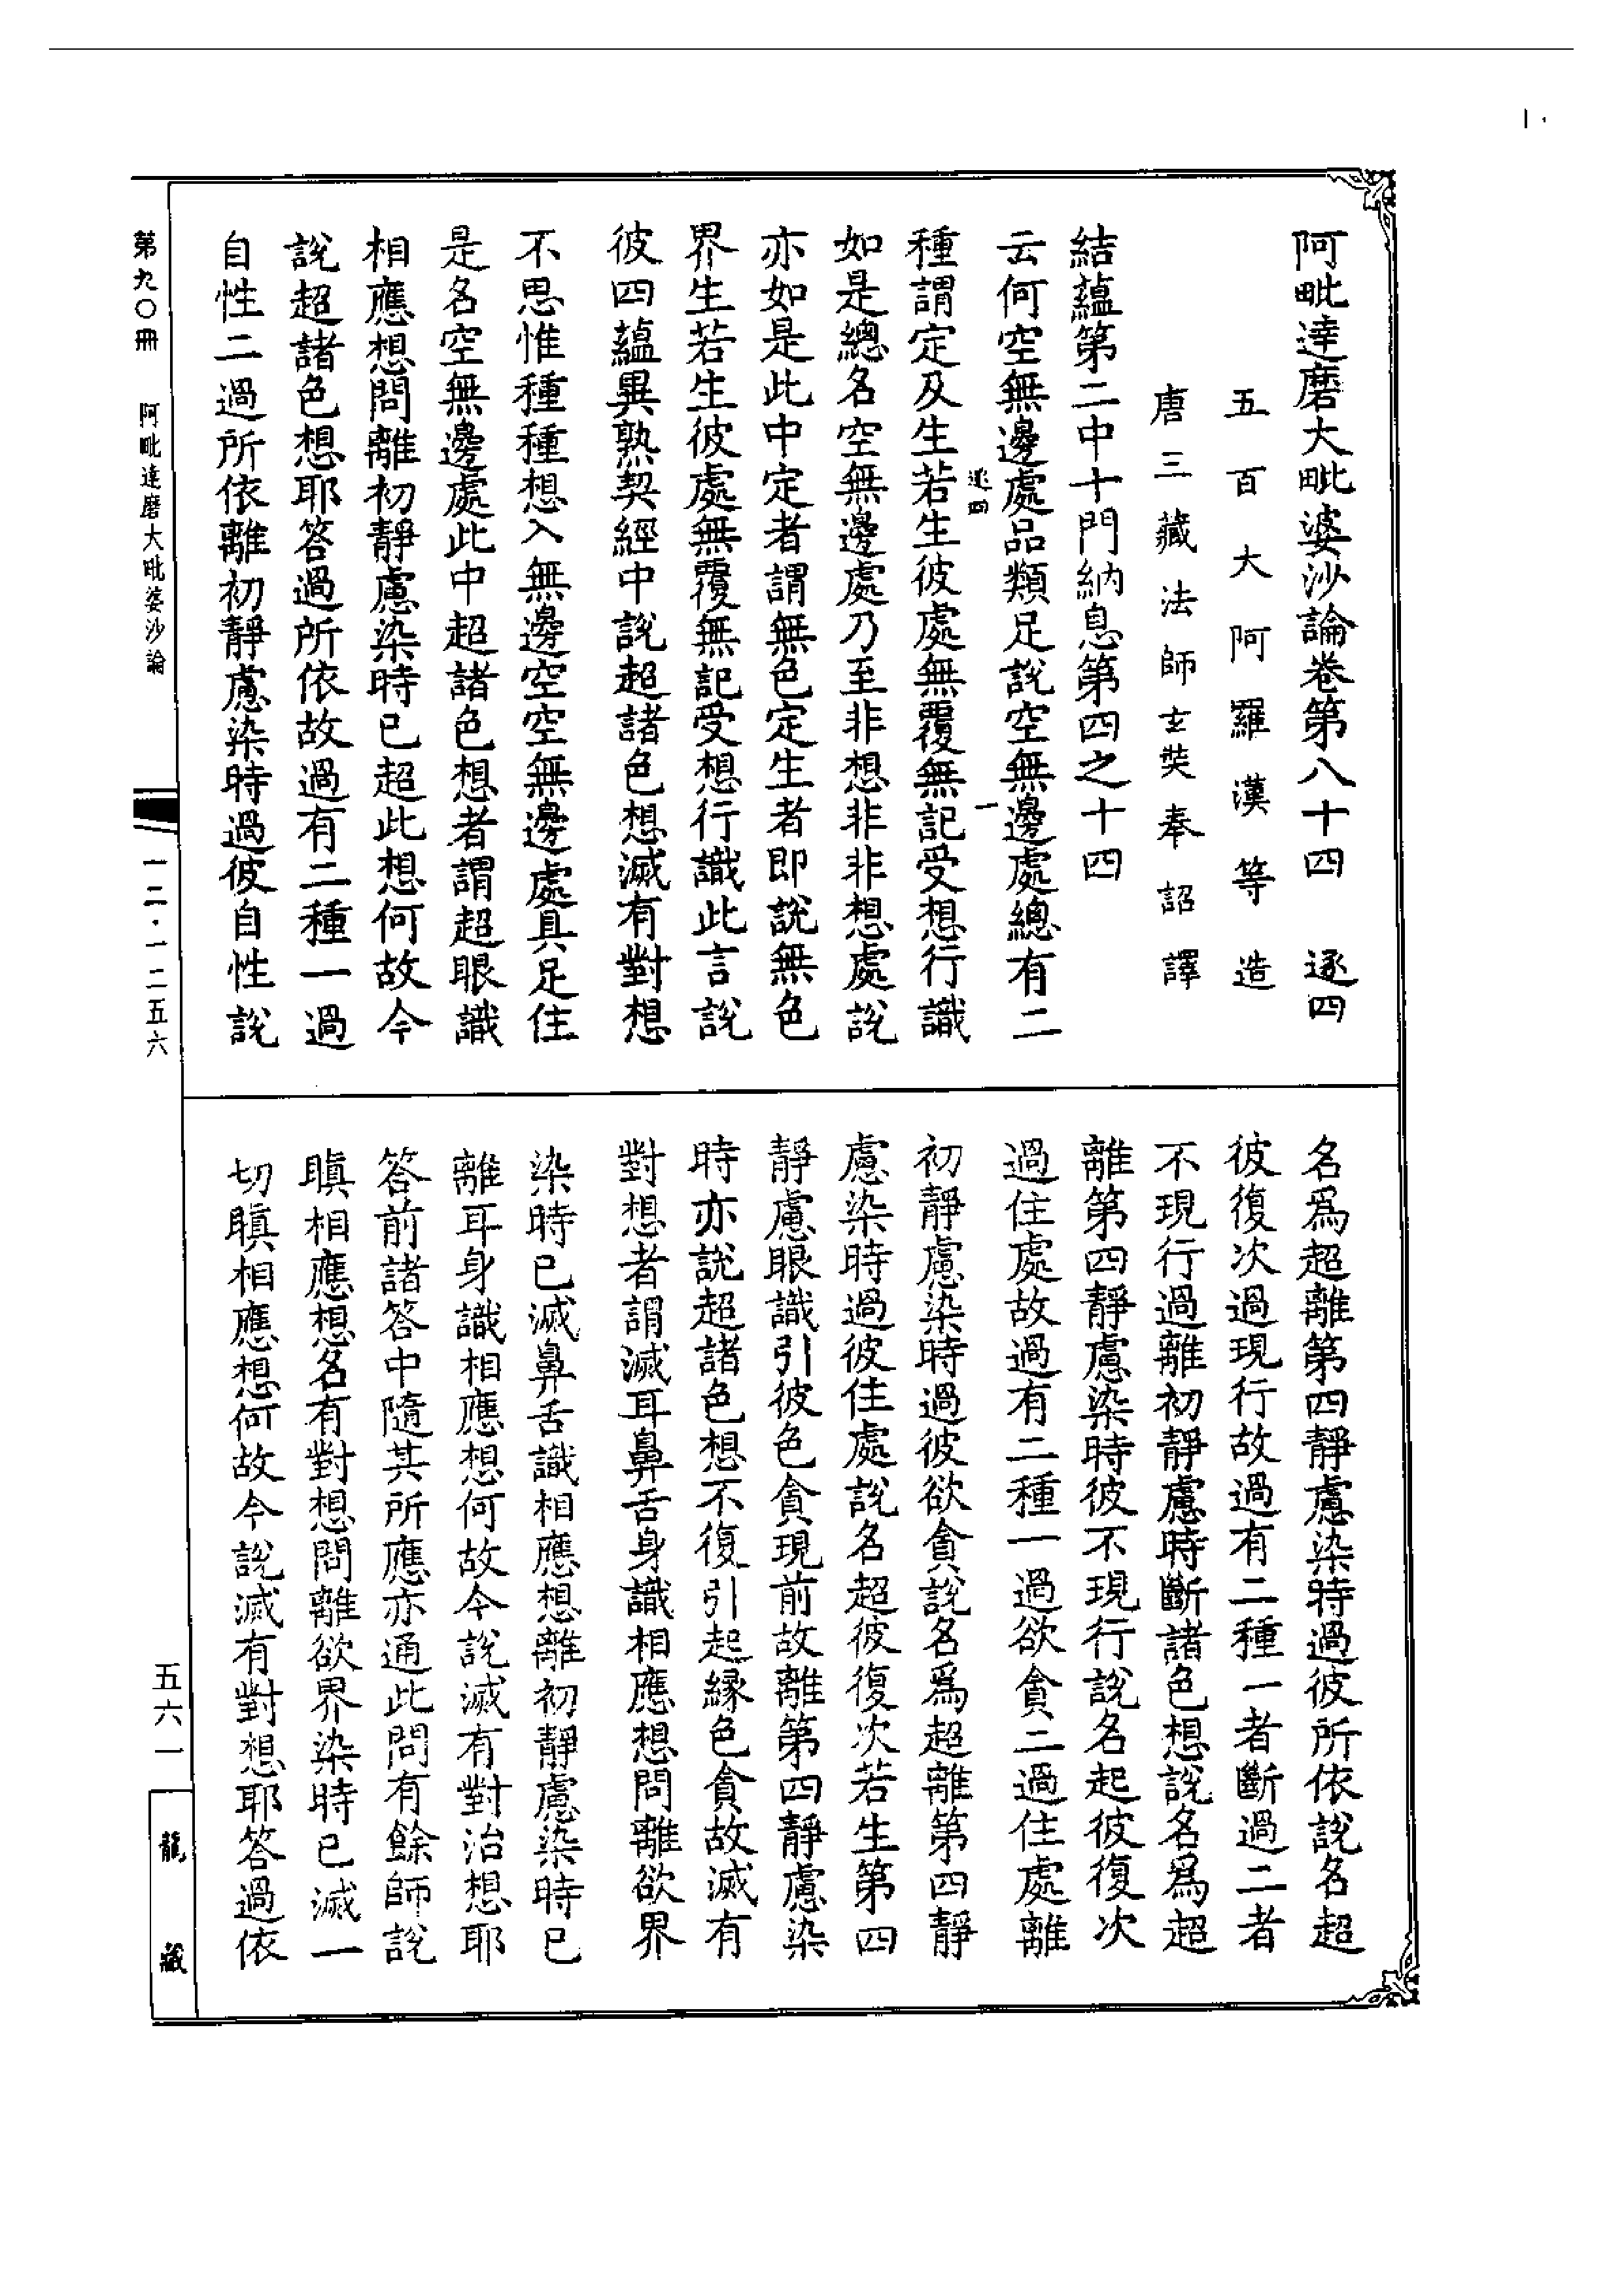 阿毗達磨大毗婆沙論卷第八十四 逐四
五百大阿羅漢等造
唐三藏法師玄奘奉詔譯
結蘊第二中十門納息第四之十四
云何空無邊處品類足說空無邊處總有二
逐四 一
種謂定及生若生彼處無覆無記受想行識
如是總名空無邊處乃至非想非非想處說
亦如是此中定者謂無色定生者即說無色
界生若生彼處無覆無記受想行識此言說
彼四蘊異熟契經中說超諸色想滅有對想
不思惟種種想入無邊空空無邊處具足住
是名空無邊處此中超諸色想者謂超眼識
相應想問離初靜慮染時已超此想何故今
說超諸色想耶答過所依故過有二種一過
自性二過所依離初靜慮染時過彼自性說
名爲超離第四靜慮染時過彼所依說名超
彼復次過現行故過有二種一者斷過二者
不現行過離初靜慮時斷諸色想說名爲超
離第四靜慮染時彼不現行說名起彼復次
過住處故過有二種一過欲貪二過住處離
初靜慮染時過彼欲貪說名爲超離第四靜
慮染時過彼住處說名超彼復次若生第四
靜慮眼識引彼色貪現前故離第四靜慮染
時亦說超諸色想不復引起緣色貪故滅有
對想者謂滅耳鼻舌身識相應想問離欲界
染時已滅鼻舌識相應想離初靜慮染時已
離耳身識相應想何故今說滅有對治想耶
答前諸答中隨其所應亦通此問有餘師說
瞋相應想名有對想問離欲界染時已滅一
切瞋相應想何故今說滅有對想耶答過依
第九〇冊 阿毗達磨大毗婆沙論
一二·一二五六
五六一
龍藏